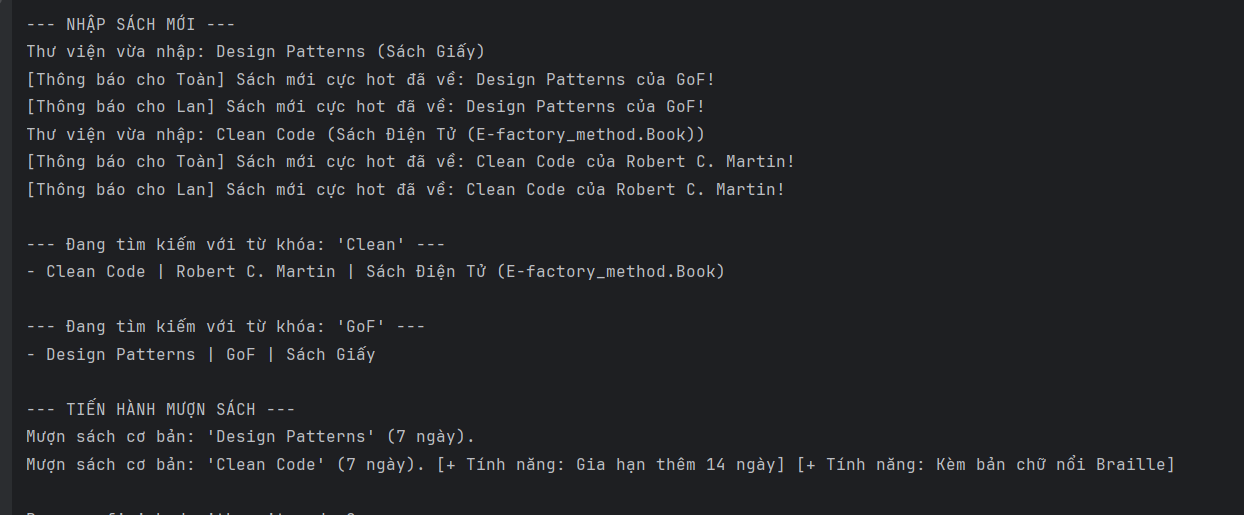 --- NHẬP SÁCH MỚI ---
Thư viện vừa nhập: Design Patterns (Sách Giấy)
[Thông báo cho Toàn] Sách mới cực hot đã về: Design Patterns của GoF!
[Thông báo cho Lan] Sách mới cực hot đã về: Design Patterns của GoF!
Thư viện vừa nhập: Clean Code (Sách Điện Tử (E-factory_method.Book))
[Thông báo cho Toàn] Sách mới cực hot đã về: Clean Code của Robert C. Martin!
[Thông báo cho Lan] Sách mới cực hot đã về: Clean Code của Robert C. Martin!
--- Đang tìm kiếm với từ khóa: 'Clean' ---
- Clean Code | Robert C. Martin | Sách Điện Tử (E-factory_method.Book)
--- Đang tìm kiếm với từ khóa: 'GoF' ---
- Design Patterns | GoF | Sách Giấy
--- TIẾN HÀNH MƯỢN SÁCH ---
Mượn sách cơ bản: 'Design Patterns' (7 ngày).
Mượn sách cơ bản: 'Clean Code' (7 ngày). [+ Tính năng: Gia hạn thêm 14 ngày] [+ Tính năng: Kèm bản chữ nổi Braille]